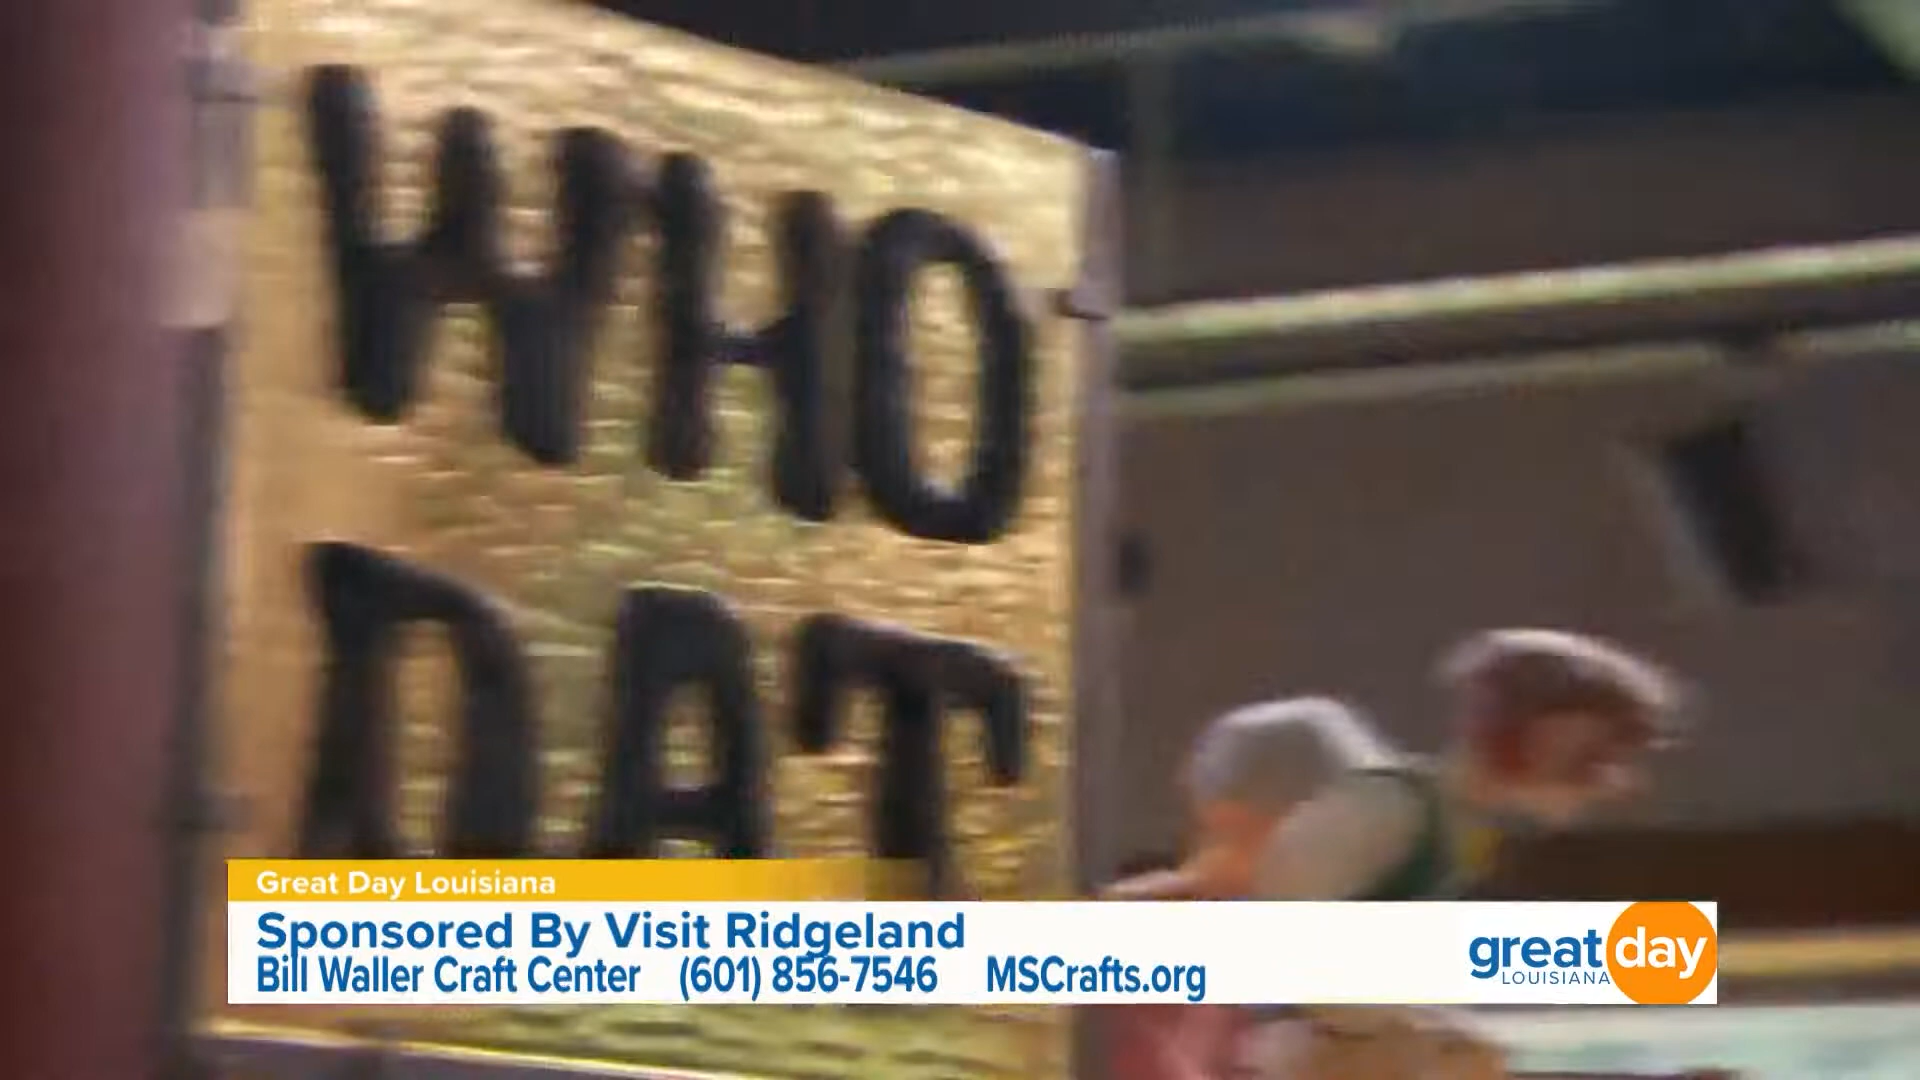 WHO
DAT
Great Day Louisiana
Sponsored By Visit Ridgeland
Bill Waller Craft Center (601) 856-7546 MSCrafts.org
great day
LOUISIANA